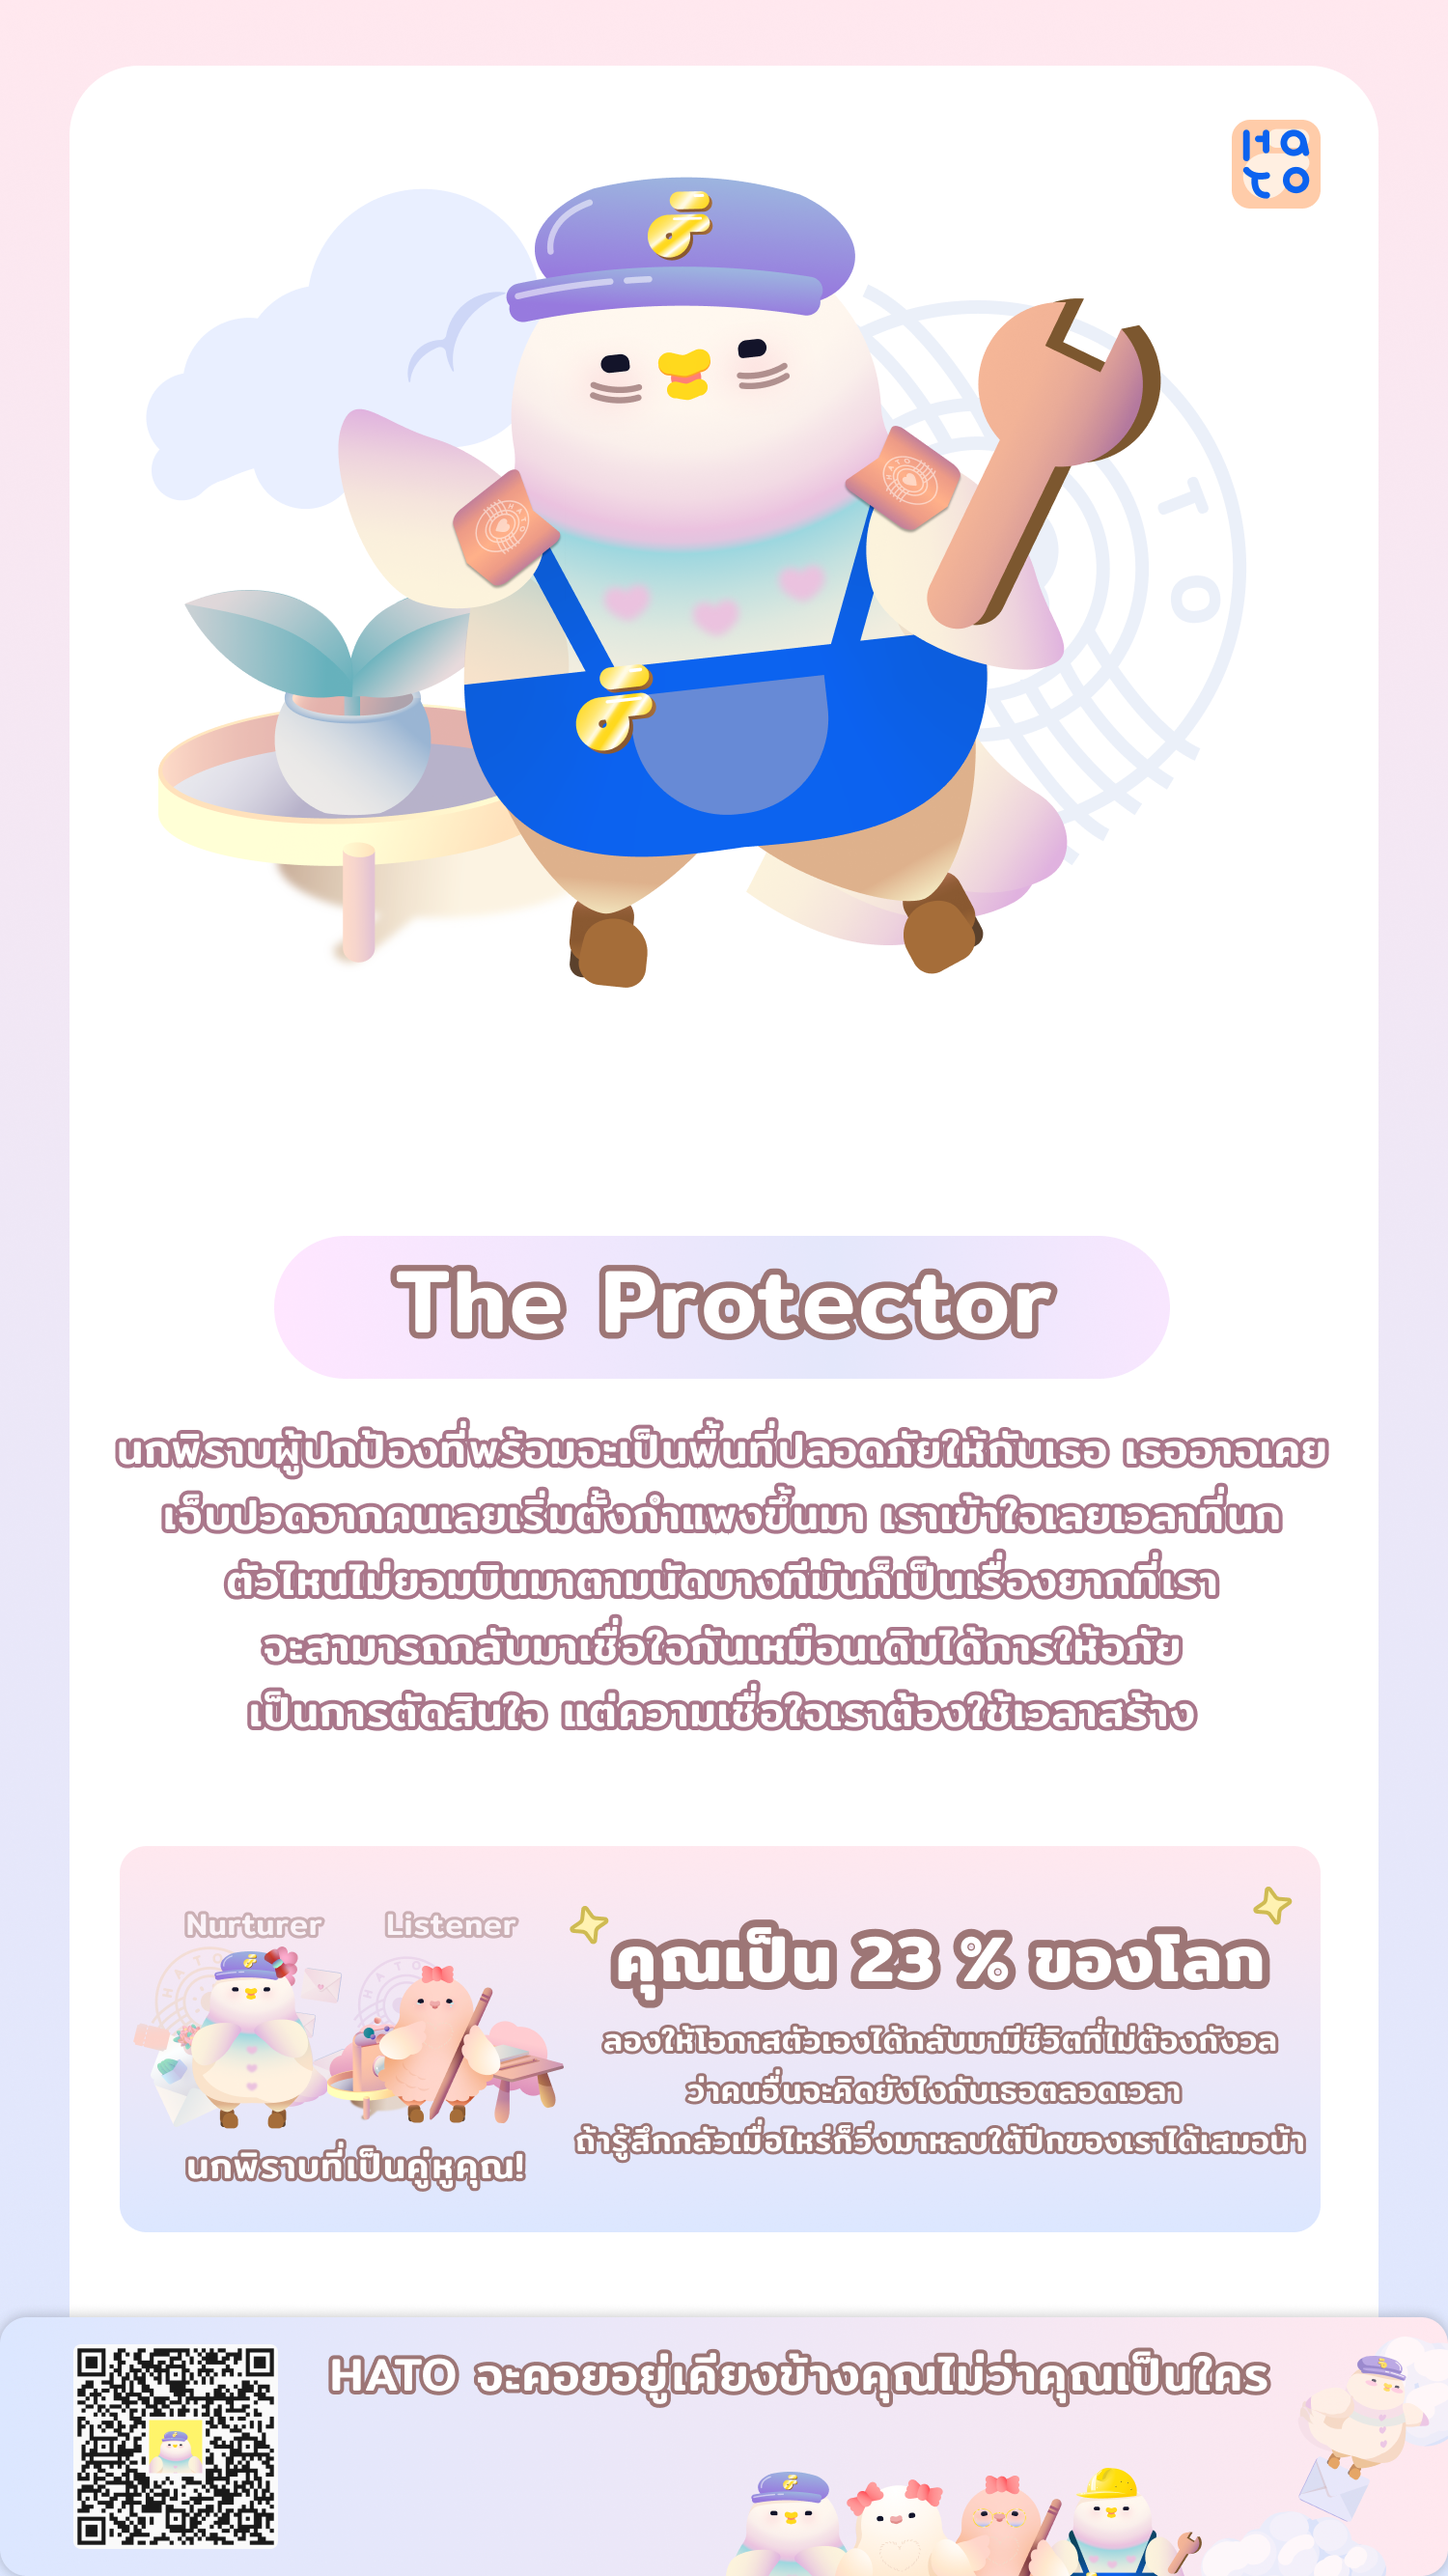 Hato
TO
HATO
HATO
The Protector
นกพิราบผู้ปกป้องที่พร้อมจะเป็นพื้นที่ปลอดภัยให้กับเธอ เธออาจเคย
เจ็บปวดจากคนเลยเริ่มตั้งกำแพงขึ้นมา เราเข้าใจเลยเวลาที่นก
ตัวไหนไม่ยอมบินมาตามนัดบางทีมันก็เป็นเรื่องยากที่เรา
จะสามารถกลับมาเชื่อใจกันเหมือนเดิมได้การให้อภัย
เป็นการตัดสินใจ แต่ความเชื่อใจเราต้องใช้เวลาสร้าง
Nurturer
Listener
นกพิราบที่เป็นคู่หูคุณ!
คุณเป็น 23 % ของโลก
ลองให้โอกาสตัวเองได้กลับมามีชีวิตที่ไม่ต้องกังวล
ว่าคนอื่นจะคิดยังไงกับเธอตลอดเวลา
ถ้ารู้สึกกลัวเมื่อไหร่ก็วิ่งมาหลบใต้ปีกของเราได้เสมอน้า
HATO จะคอยอยู่เคียงข้างคุณไม่ว่าคุณเป็นใคร